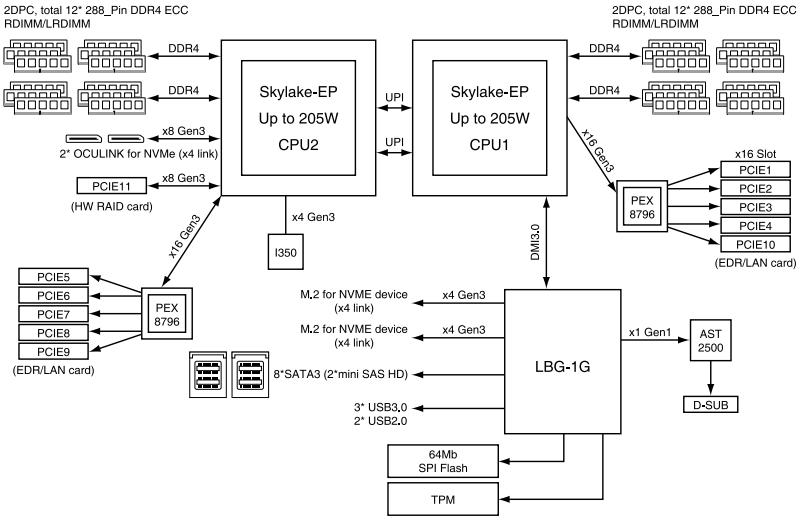 2DPC, total 12* 288_Pin DDR4 ECC
RDIMM/LRDIMM
2DPC, total 12* 288_Pin DDR4 ECC
RDIMM/LRDIMM
DDR4
DDR4
Skylake-EP
Up to 205W
CPU2
UPI
UPI
Skylake-EP
Up to 205W
CPU1
DDR4
DDR4
x8 Gen3
2* OCULINK for NVMe (x4 link)
PCIE11
x8 Gen3
(HW RAID card)
x16 Gen3
x4 Gen3
I350
x16 Gen3
x16 Slot
PEX
8796
PCIE1
PCIE2
PCIE3
PCIE4
PCIE10
(EDR/LAN card)
DMI3.0
PCIE5
PCIE6
PCIE7
PCIE8
PCIE9
(EDR/LAN card)
PEX
8796
M.2 for NVME device
(x4 link)
x4 Gen3
M.2 for NVME device
(x4 link)
x4 Gen3
8*SATA3 (2*mini SAS HD)
3* USB3.0
2* USB2.0
LBG-1G
x1 Gen1
AST
2500
D-SUB
64Mb
SPI Flash
TPM